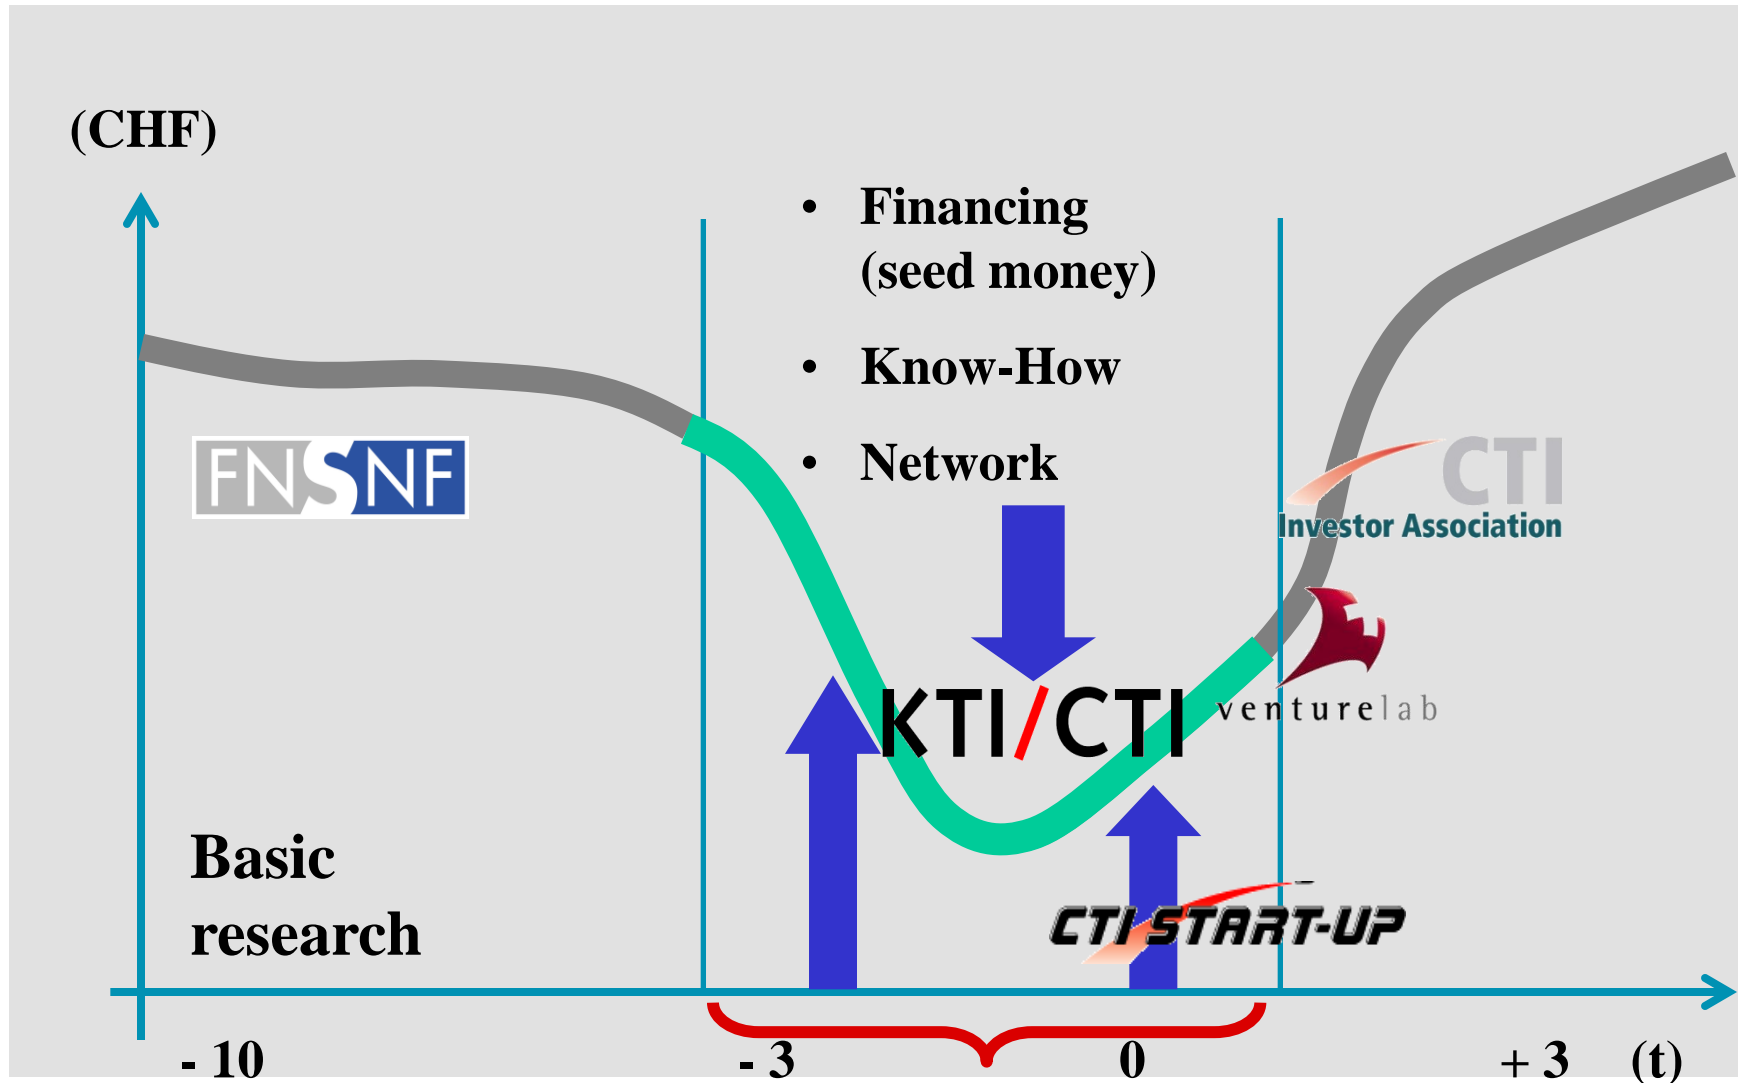 (CHF)
• Financing
(seed money)
• Know-How
• Network
FNSNF
CTI
Investor Association
KTI/CTI
venturelab
Basic
research
CTI START-UP
- 10 - 3 0 + 3 (t)